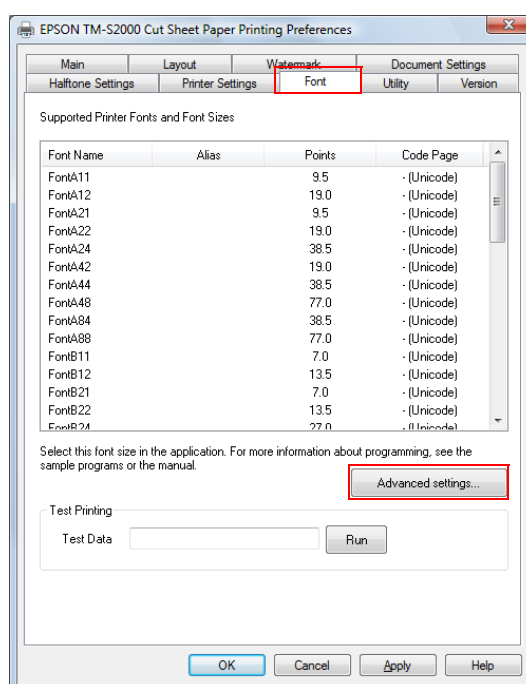 EPSON TM-S2000 Cut Sheet Paper Printing Preferences
Main Layout Watermark Document Settings
Halftone Settings Printer Settings Font Utility Version
Supported Printer Fonts and Font Sizes
Font Name Alias Points Code Page
FontA11 9.5 - (Unicode)
FontA12 19.0 - (Unicode)
FontA21 9.5 - (Unicode)
FontA22 19.0 - (Unicode)
FontA24 38.5 - (Unicode)
FontA42 19.0 - (Unicode)
FontA44 38.5 - (Unicode)
FontA48 77.0 - (Unicode)
FontA84 38.5 - (Unicode)
FontA88 77.0 - (Unicode)
FontB11 7.0 - (Unicode)
FontB12 13.5 - (Unicode)
FontB21 7.0 - (Unicode)
FontB22 13.5 - (Unicode)
FontB24 27.0 - (Unicode)
Select this font size in the application. For more information about programming, see the
sample programs or the manual.
Advanced settings...
Test Printing
Test Data Run
OK Cancel Apply Help